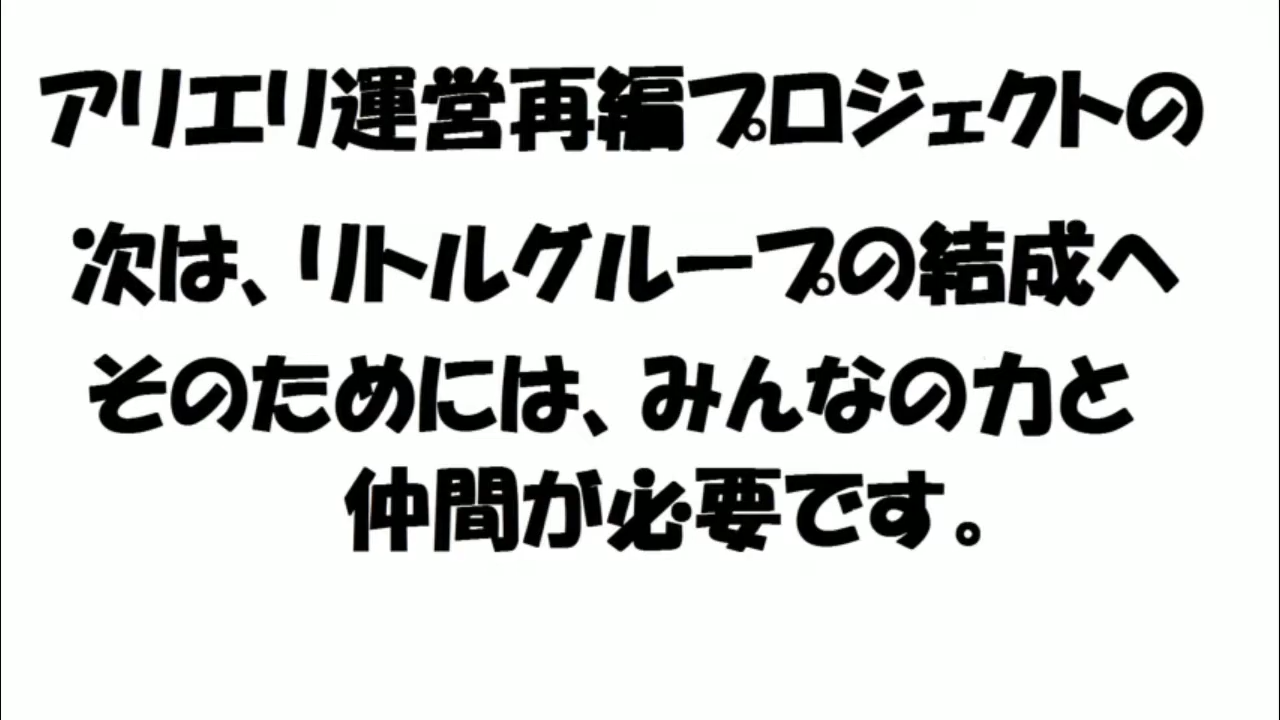 アリエリ運営再編プロジェクトの
次は、リトルグループの結成へ
そのためには、みんなの力と
仲間が必要です。